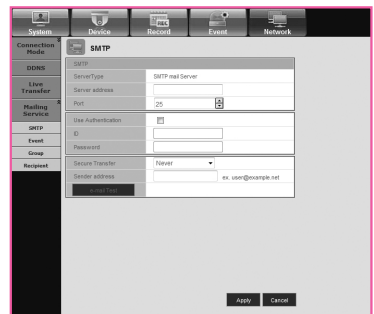 System Device Record Event Network
REC
Connection
Mode
DDNS
Live
Transfer
Mailing
Service
SMTP
Event
Group
Recipient
SMTP
SMTP
ServerType SMTP mail Server
Server address
Port 25
Use Authentication
ID
Password
Secure Transfer Never
Sender address ex. user@example.net
e-mail Test
Apply Cancel